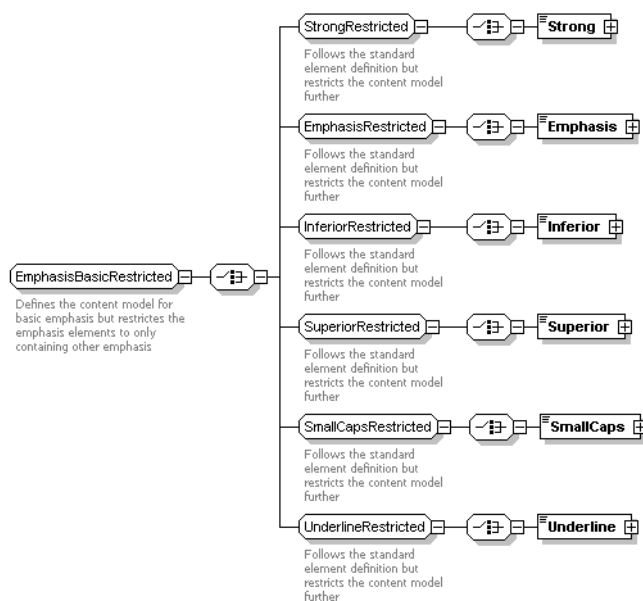 StrongRestricted
Strong
Follows the standard
element definition but
restricts the content model
further
EmphasisRestricted
Emphasis
Follows the standard
element definition but
restricts the content model
further
InferiorRestricted
Inferior
Follows the standard
element definition but
restricts the content model
further
EmphasisBasicRestricted
Defines the content model for
basic emphasis but restrictes the
emphasis elements to only
containing other emphasis
SuperiorRestricted
Superior
Follows the standard
element definition but
restricts the content model
further
SmallCapsRestricted
SmallCaps
Follows the standard
element definition but
restricts the content model
further
UnderlineRestricted
Underline
Follows the standard
element definition but
restricts the content model
further